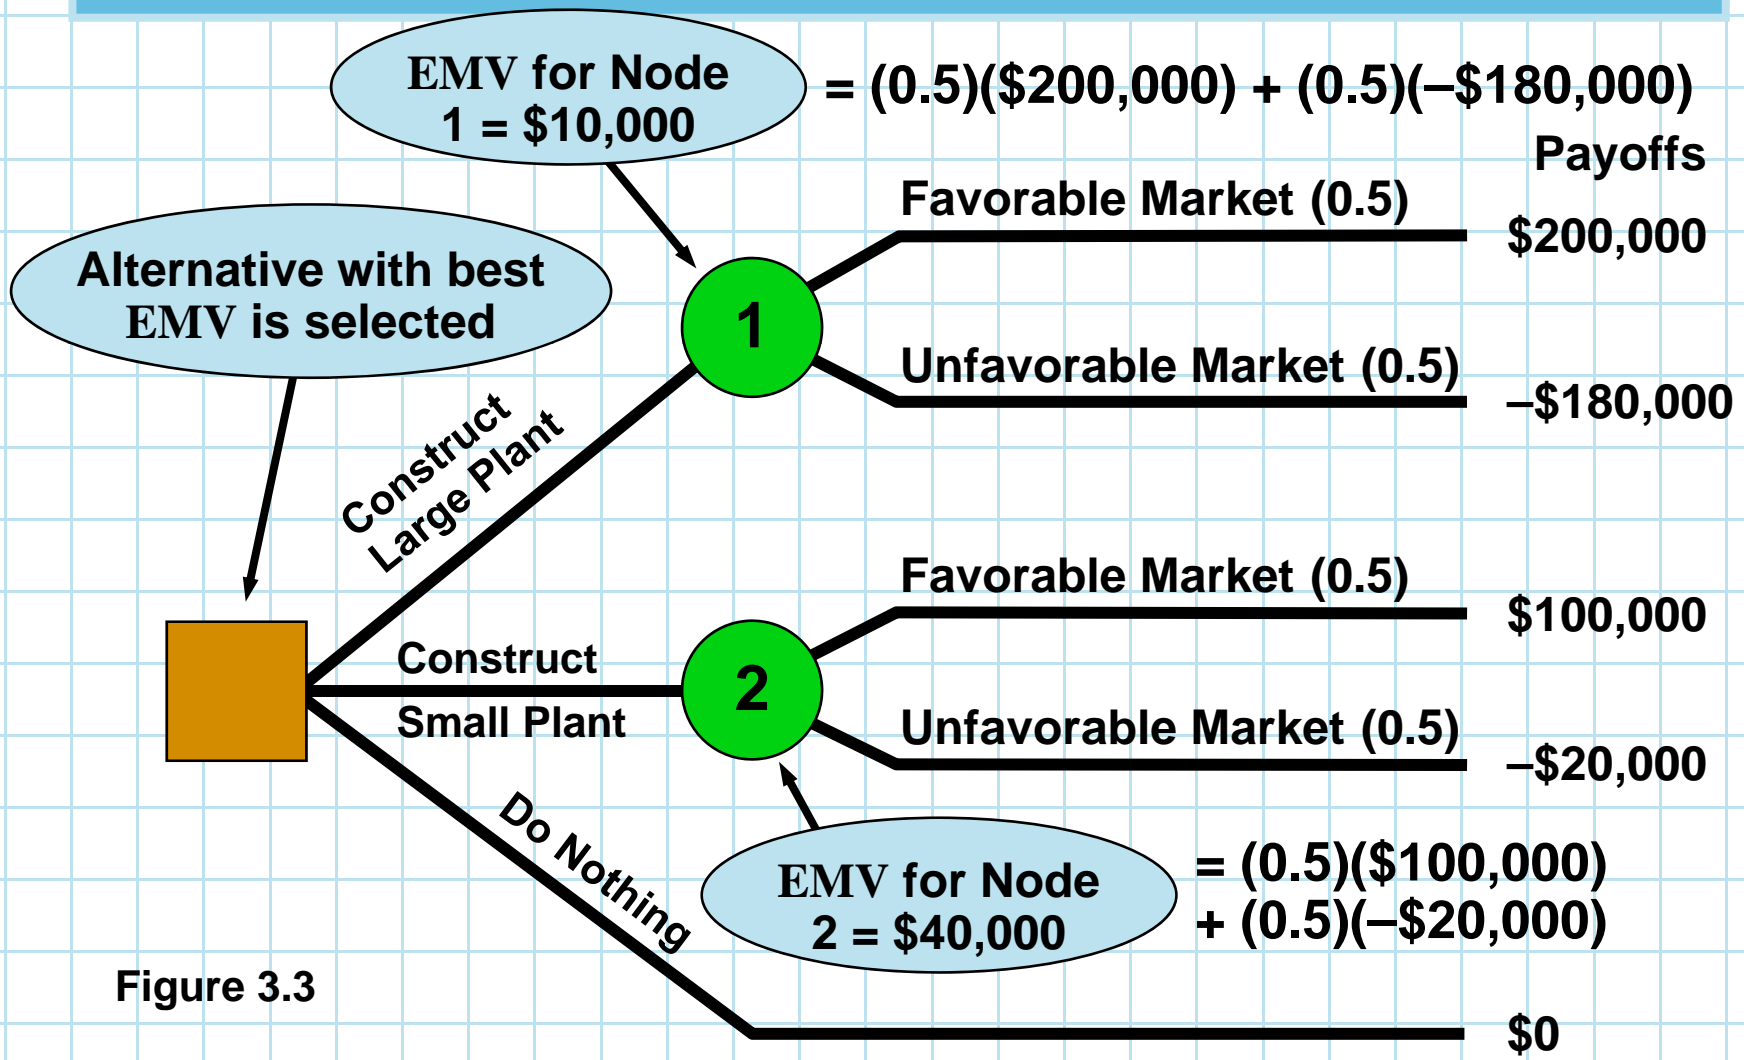 EMV for Node
1 = $10,000
= (0.5)($200,000) + (0.5)(–$180,000)
Payoffs
Favorable Market (0.5)
$200,000
Alternative with best
EMV is selected
1
Unfavorable Market (0.5)
–$180,000
Construct
Large Plant
Favorable Market (0.5)
$100,000
Construct
Small Plant
2
Unfavorable Market (0.5)
–$20,000
Do Nothing
EMV for Node
2 = $40,000
= (0.5)($100,000)
+ (0.5)(–$20,000)
Figure 3.3
$0